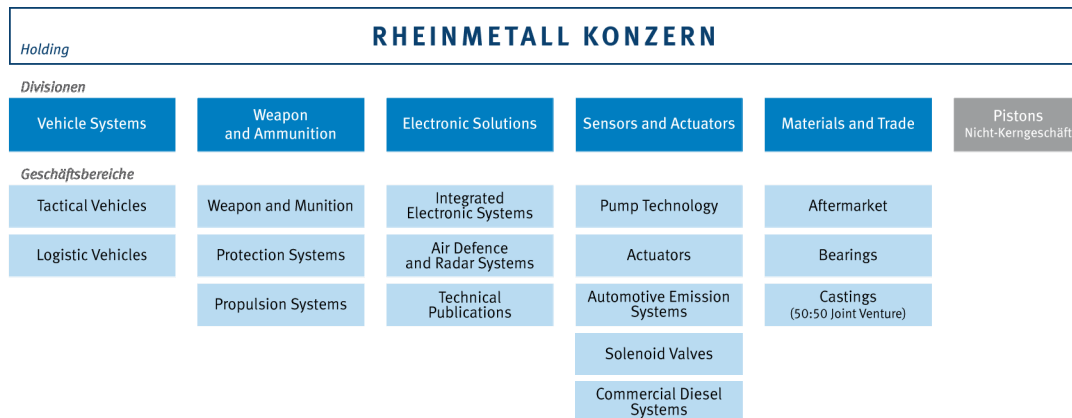 RHEINMETALL KONZERN
Holding
Divisionen
Vehicle Systems
Weapon
and Ammunition
Electronic Solutions
Sensors and Actuators
Materials and Trade
Pistons
Nicht-Kerngeschäft
Geschäftsbereiche
Tactical Vehicles
Weapon and Munition
Integrated
Electronic Systems
Pump Technology
Aftermarket
Logistic Vehicles
Protection Systems
Air Defence
and Radar Systems
Actuators
Bearings
Propulsion Systems
Technical
Publications
Automotive Emission
Systems
Castings
(50:50 Joint Venture)
Solenoid Valves
Commercial Diesel
Systems